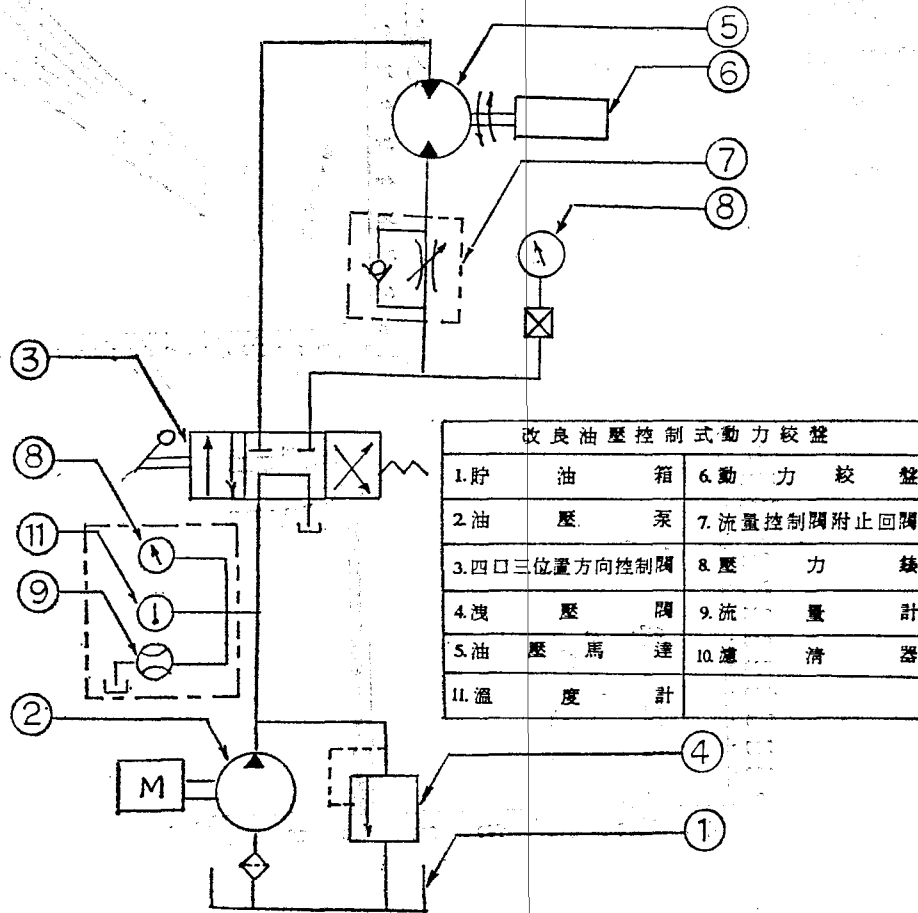 ⑤
⑥
⑦
⑧
③
⑧
⑪
⑨
②
M
④
①
改良油壓控制式動力絞盤
1.貯油箱 6.動力絞盤
2.油壓泵 7.流量控制閥附止回閥
3.四口三位置方向控制閥 8.壓力錶
4.洩壓閥 9.流量計
5.油壓馬達 10.濾清器
11.溫度計